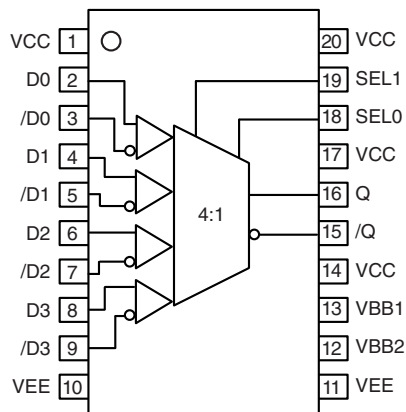 VCC 1 20 VCC
D0 2 19 SEL1
/D0 3 18 SEL0
D1 4 17 VCC
/D1 5 16 Q
D2 6 15 /Q
/D2 7 14 VCC
D3 8 13 VBB1
/D3 9 12 VBB2
VEE 10 11 VEE
4:1